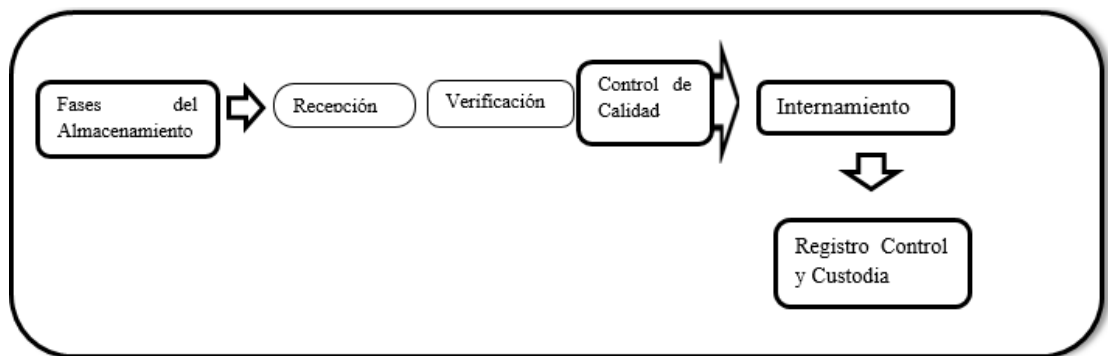 Fases del
Almacenamiento
Recepción
Verificación
Control de
Calidad
Internamiento
Registro Control
y Custodia